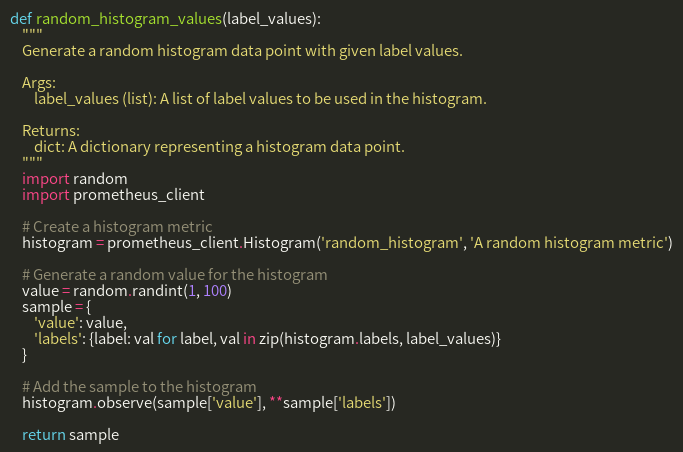 def random_histogram_values(label_values):
"""
Generate a random histogram data point with given label values.
Args:
label_values (list): A list of label values to be used in the histogram.
Returns:
dict: A dictionary representing a histogram data point.
"""
import random
import prometheus_client
# Create a histogram metric
histogram = prometheus_client.Histogram('random_histogram', 'A random histogram metric')
# Generate a random value for the histogram
value = random.randint(1, 100)
sample = {
'value': value,
'labels': {label: val for label, val in zip(histogram.labels, label_values)}
}
# Add the sample to the histogram
histogram.observe(sample['value'], **sample['labels'])
return sample